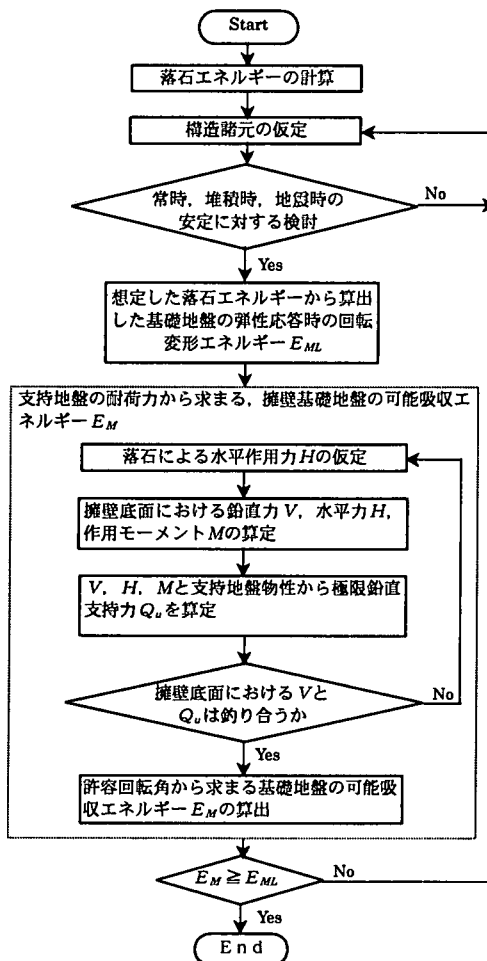 Start
落石エネルギーの計算
構造諸元の仮定
常時，堆積時，地震時の
安定に対する検討
No
Yes
想定した落石エネルギーから算出
した基礎地盤の弾性応答時の回転
変形エネルギーE_{ML}
支持地盤の耐荷力から求まる，擁壁基礎地盤の可能吸収エ
ネルギーE_M
落石による水平作用力Hの仮定
擁壁底面における鉛直力V，水平力H，
作用モーメントMの算定
V，H，Mと支持地盤物性から極限鉛直
支持力Q_uを算定
擁壁底面におけるVと
Q_uは釣り合うか
No
Yes
許容回転角から求まる基礎地盤の可能吸
収エネルギーE_Mの算出
E_M≧E_{ML}
No
Yes
End